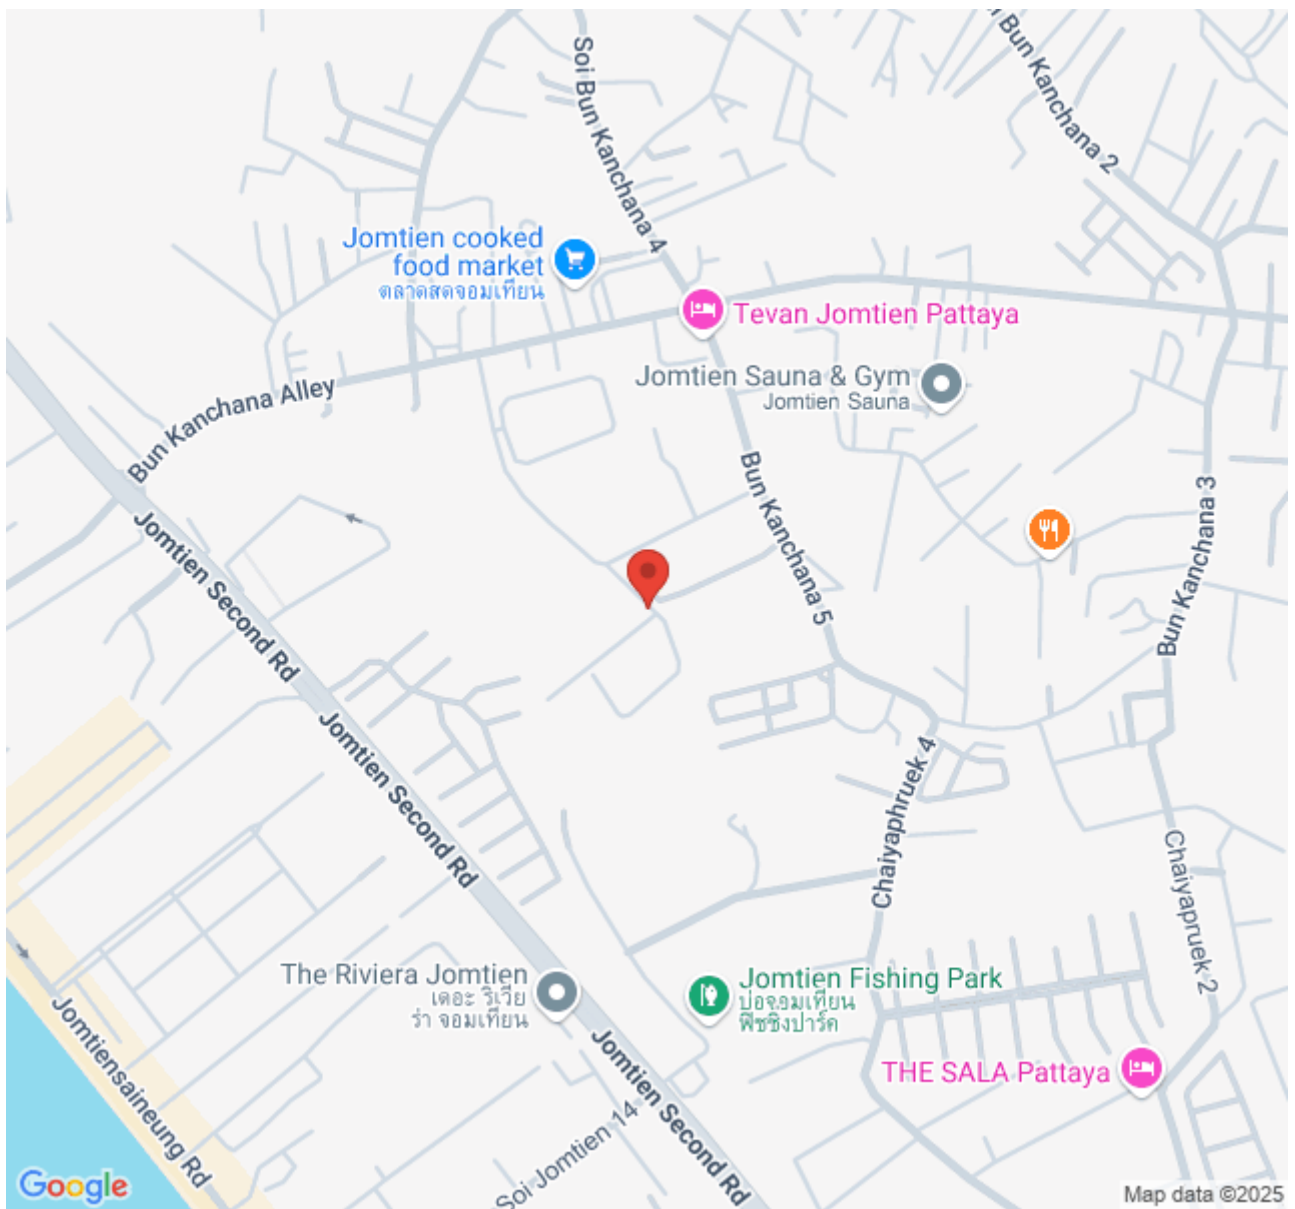 Soi Bun Kanchana 4
Bun Kanchana 2
Jomtien cooked
food market
ตลาดสดจอมเทียน
Tevan Jomtien Pattaya
Jomtien Sauna & Gym
Jomtien Sauna
Bun Kanchana Alley
Bun Kanchana 5
Bun Kanchana 3
Jomtien Second Rd
Jomtien Second Rd
Chaiyaphruek 4
Chaiyapruek 2
The Riviera Jomtien
เดอะ ริเวีย
ร่า จอมเทียน
Jomtien Fishing Park
บ่อจอมเทียน
ฟิชชิ่งปาร์ค
Jomtiensaineung Rd
Jomtien Second Rd
THE SALA Pattaya
Soi Jomtien 14
Google
Map data ©2025